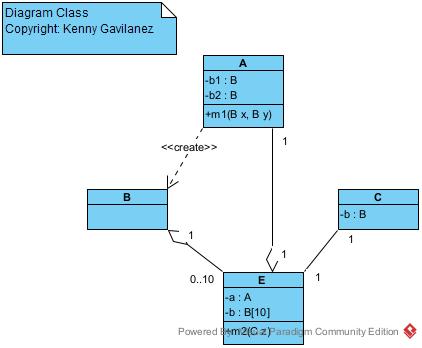 Diagram Class
Copyright: Kenny Gavilanez
A
-b1 : B
-b2 : B
+m1(B x, B y)
1
<<create>>
B
C
-b : B
1
1
1
0..10
1
E
-a : A
-b : B[10]
+m2(C z)
Powered By Visual Paradigm Community Edition